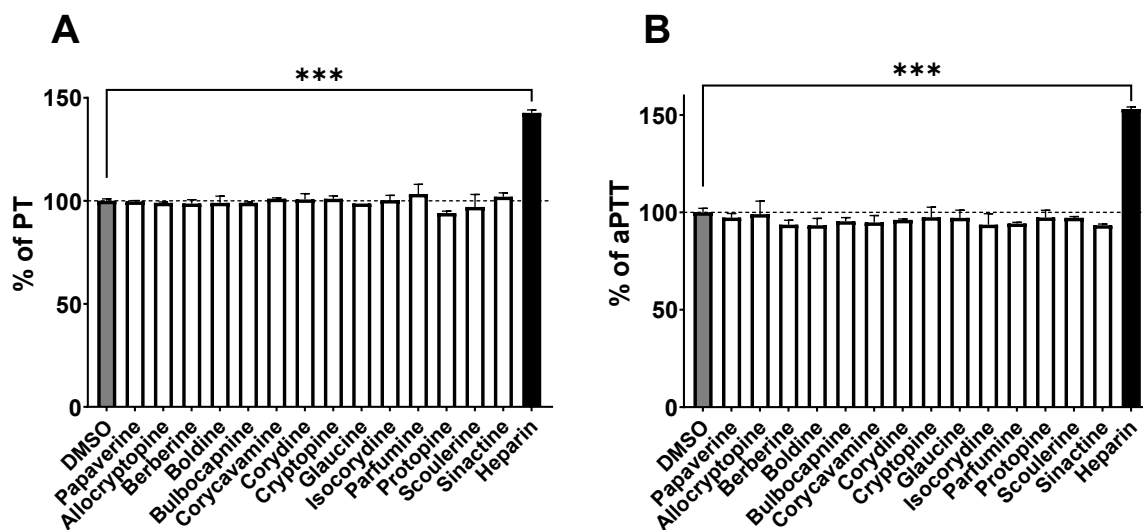 A
***
% of PT
150
100
50
0
DMSO
Papaverine
Allocryptopine
Berberine
Boldine
Bulbocapnine
Corycavamine
Corydine
Cryptopine
Glaucine
Isocorydine
Parfumine
Protopine
Scoulerine
Sinactine
Heparin
B
***
% of aPTT
150
100
50
0
DMSO
Papaverine
Allocryptopine
Berberine
Boldine
Bulbocapnine
Corycavamine
Corydine
Cryptopine
Glaucine
Isocorydine
Parfumine
Protopine
Scoulerine
Sinactine
Heparin